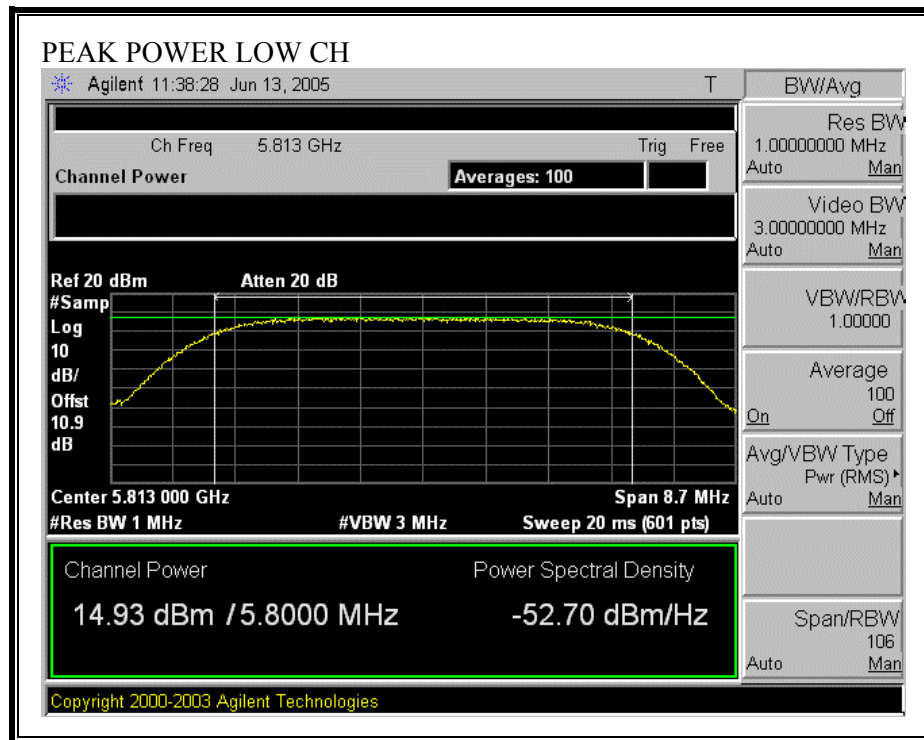 PEAK POWER LOW CH
Agilent 11:38:28 Jun 13, 2005 T
Ch Freq 5.813 GHz Trig Free
Channel Power Averages: 100
Ref 20 dBm Atten 20 dB
#Samp
Log
10
dB/
Offst
10.9
dB
Center 5.813 000 GHz Span 8.7 MHz
#Res BW 1 MHz #VBW 3 MHz Sweep 20 ms (601 pts)
Channel Power Power Spectral Density
14.93 dBm / 5.8000 MHz -52.70 dBm/Hz
Copyright 2000-2003 Agilent Technologies
BW/Avg
Res BW
1.00000000 MHz
Auto Man
Video BW
3.00000000 MHz
Auto Man
VBW/RBW
1.00000
Average
100
On Off
Avg/VBW Type
Pwr (RMS)
Auto Man
Span/RBW
106
Auto Man